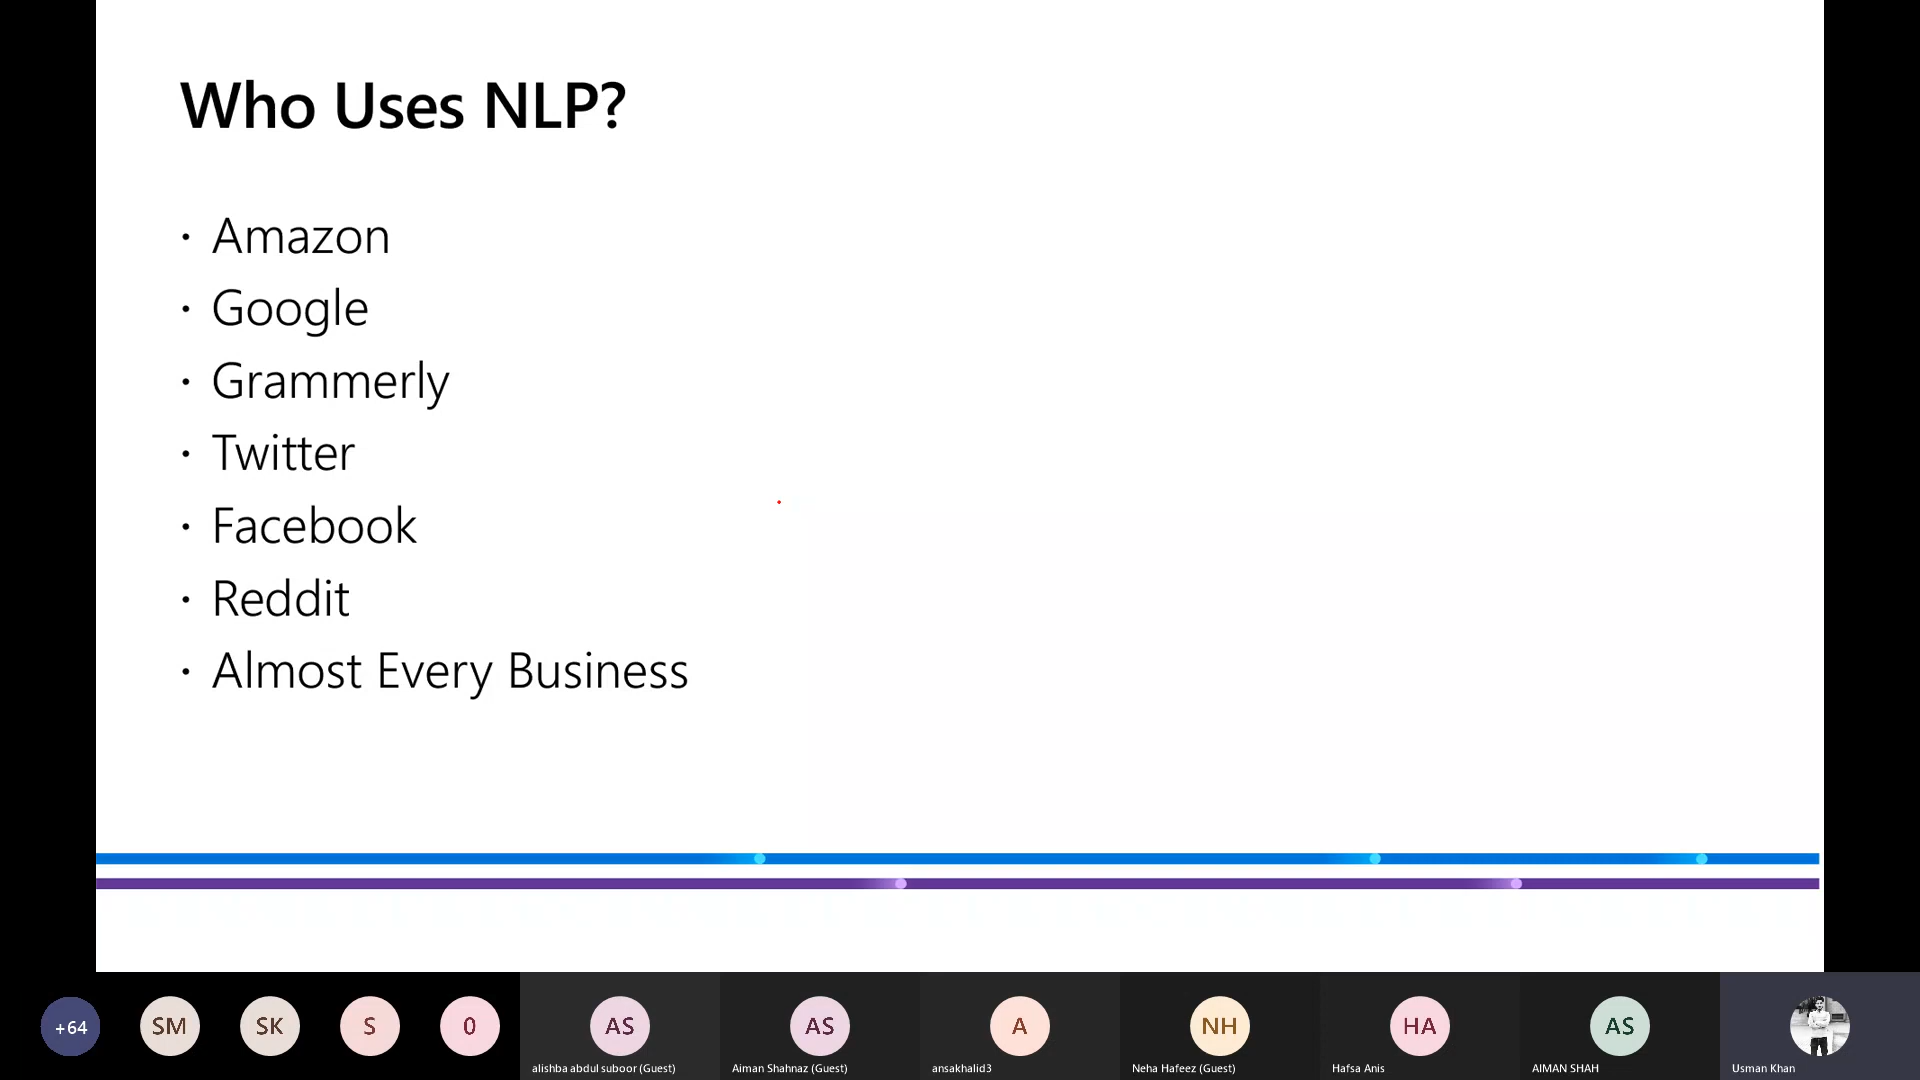 Who Uses NLP?
· Amazon
· Google
· Grammerly
· Twitter
· Facebook
· Reddit
· Almost Every Business
+64
SM
SK
S
0
AS
AS
A
NH
HA
AS
alishba abdul suboor (Guest)
Aiman Shahnaz (Guest)
ansakhalid3
Neha Hafeez (Guest)
Hafsa Anis
AIMAN SHAH
Usman Khan